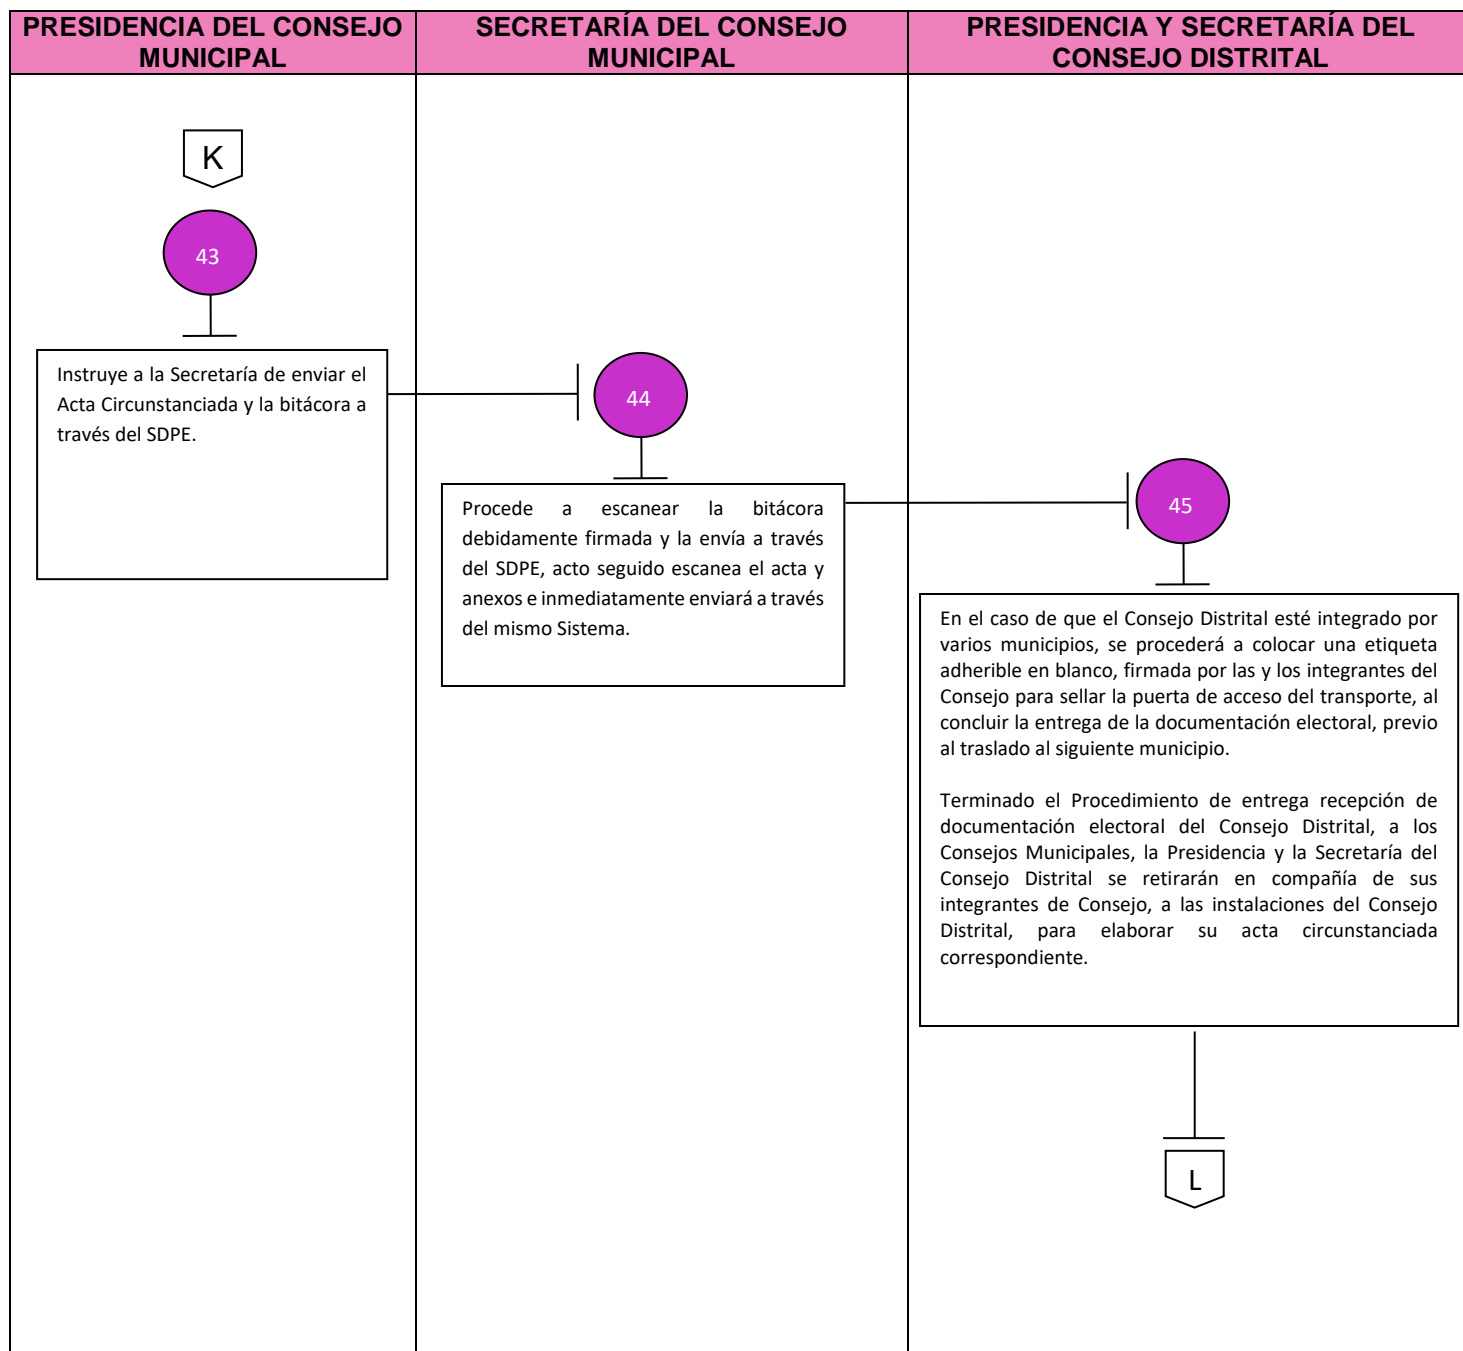 PRESIDENCIA DEL CONSEJO
MUNICIPAL
SECRETARÍA DEL CONSEJO
MUNICIPAL
PRESIDENCIA Y SECRETARÍA DEL
CONSEJO DISTRITAL
K
43
Instruye a la Secretaría de enviar el
Acta Circunstanciada y la bitácora a
través del SDPE.
44
Procede a escanear la bitácora
debidamente firmada y la envía a través
del SDPE, acto seguido escanea el acta y
anexos e inmediatamente enviará a través
del mismo Sistema.
45
En el caso de que el Consejo Distrital esté integrado por
varios municipios, se procederá a colocar una etiqueta
adherible en blanco, firmada por las y los integrantes del
Consejo para sellar la puerta de acceso del transporte, al
concluir la entrega de la documentación electoral, previo
al traslado al siguiente municipio.
Terminado el Procedimiento de entrega recepción de
documentación electoral del Consejo Distrital, a los
Consejos Municipales, la Presidencia y la Secretaría del
Consejo Distrital se retirarán en compañía de sus
integrantes de Consejo, a las instalaciones del Consejo
Distrital, para elaborar su acta circunstanciada
correspondiente.
L